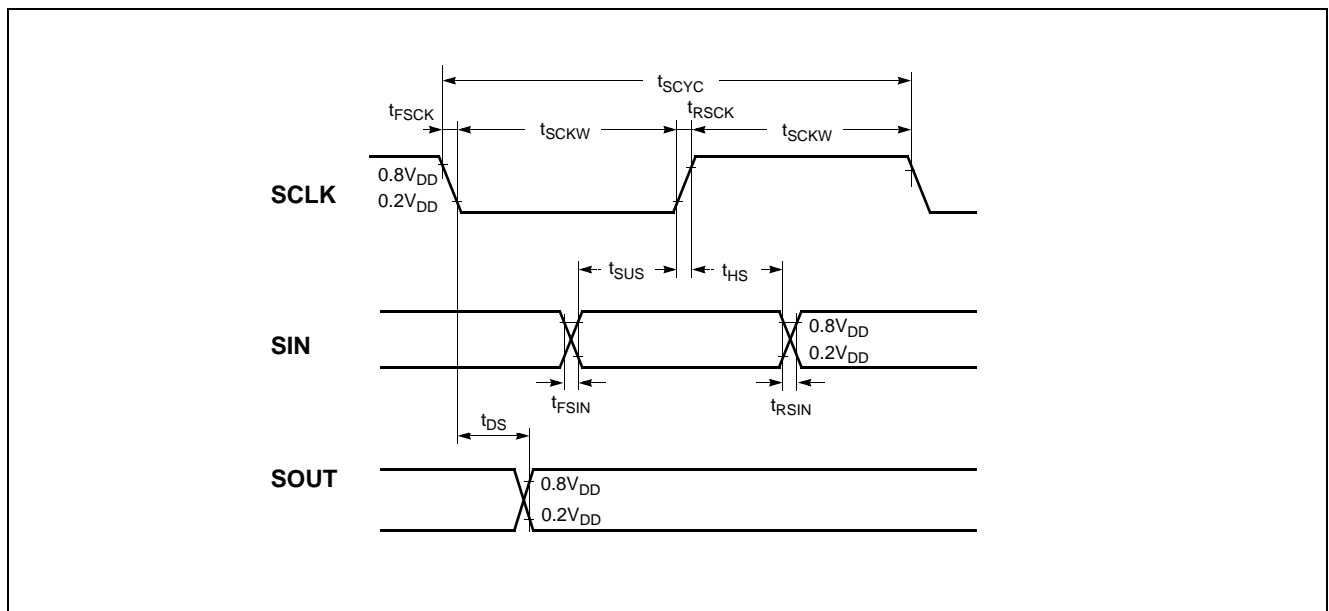 tSCYC
tFSCK
tRSCK
tSCKW
tSCKW
SCLK
0.8VDD
0.2VDD
tSUS
tHS
SIN
0.8VDD
0.2VDD
tFSIN
tRSIN
tDS
SOUT
0.8VDD
0.2VDD